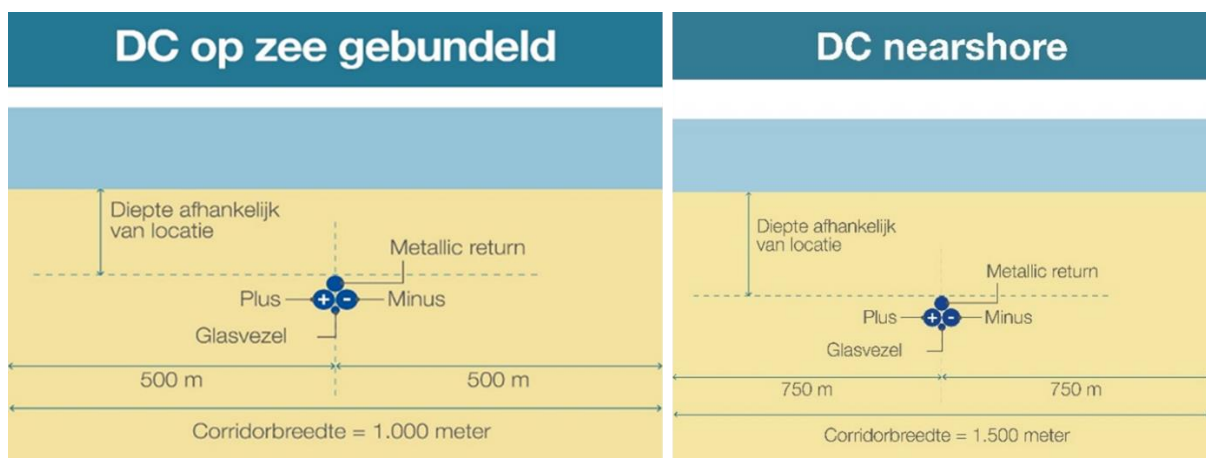 DC op zee gebundeld
Diepte afhankelijk
van locatie
Metallic return
Plus
+
-
Minus
Glasvezel
500 m
500 m
Corridorbreedte = 1.000 meter
DC nearshore
Diepte afhankelijk
van locatie
Metallic return
Plus
+
-
Minus
Glasvezel
750 m
750 m
Corridorbreedte = 1.500 meter